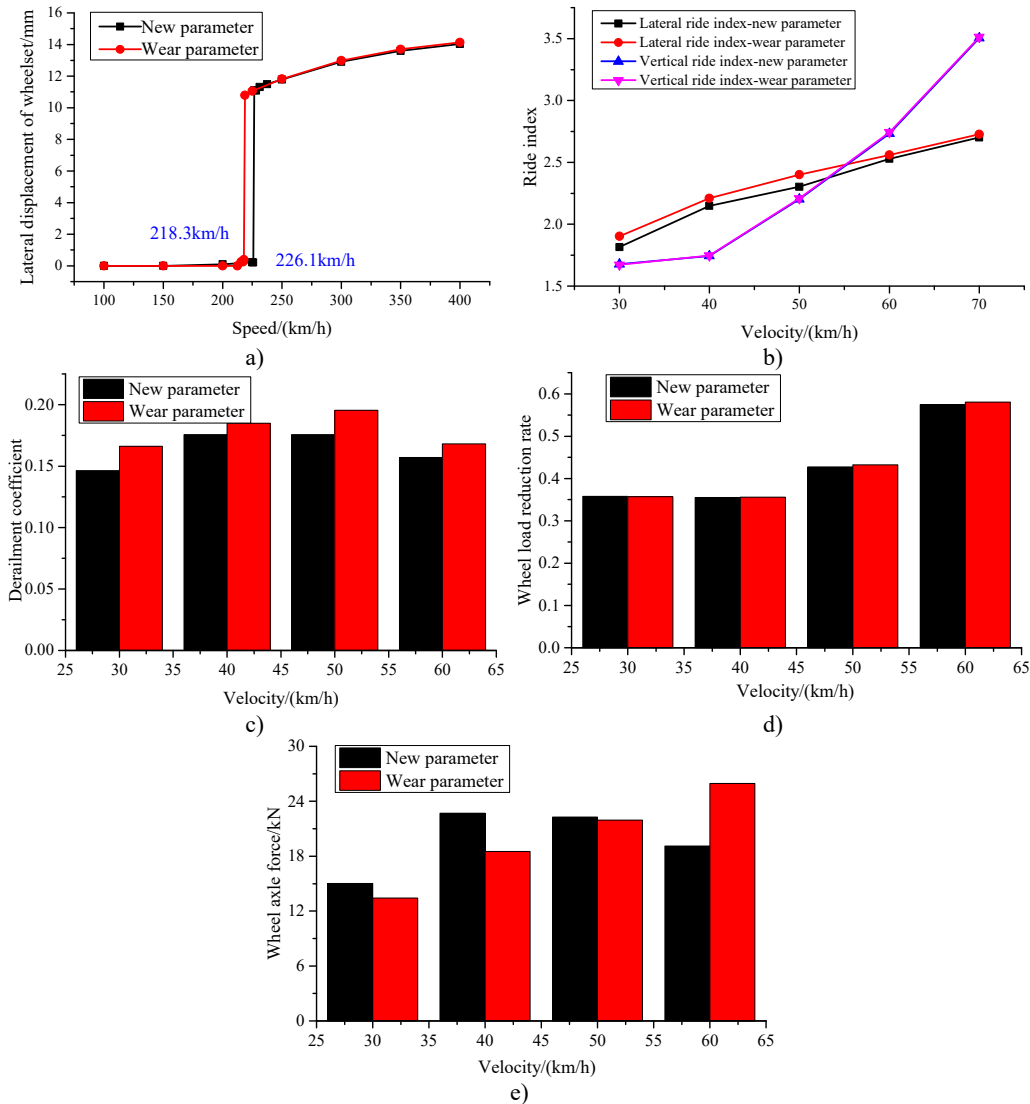 New parameter
Wear parameter
Lateral displacement of wheelset/mm
16
14
12
10
8
6
4
2
0
218.3km/h
226.1km/h
100 150 200 250 300 350 400
Speed/(km/h)
a)
Lateral ride index-new parameter
Lateral ride index-wear parameter
Vertical ride index-new parameter
Vertical ride index-wear parameter
Ride index
3.5
3.0
2.5
2.0
1.5
30 40 50 60 70
Velocity/(km/h)
b)
New parameter
Wear parameter
Derailment coefficient
0.20
0.15
0.10
0.05
0.00
25 30 35 40 45 50 55 60 65
Velocity/(km/h)
c)
New parameter
Wear parameter
Wheel load reduction rate
0.6
0.5
0.4
0.3
0.2
0.1
0.0
25 30 35 40 45 50 55 60 65
Velocity/(km/h)
d)
New parameter
Wear parameter
Wheel axle force/kN
30
24
18
12
6
0
25 30 35 40 45 50 55 60 65
Velocity/(km/h)
e)